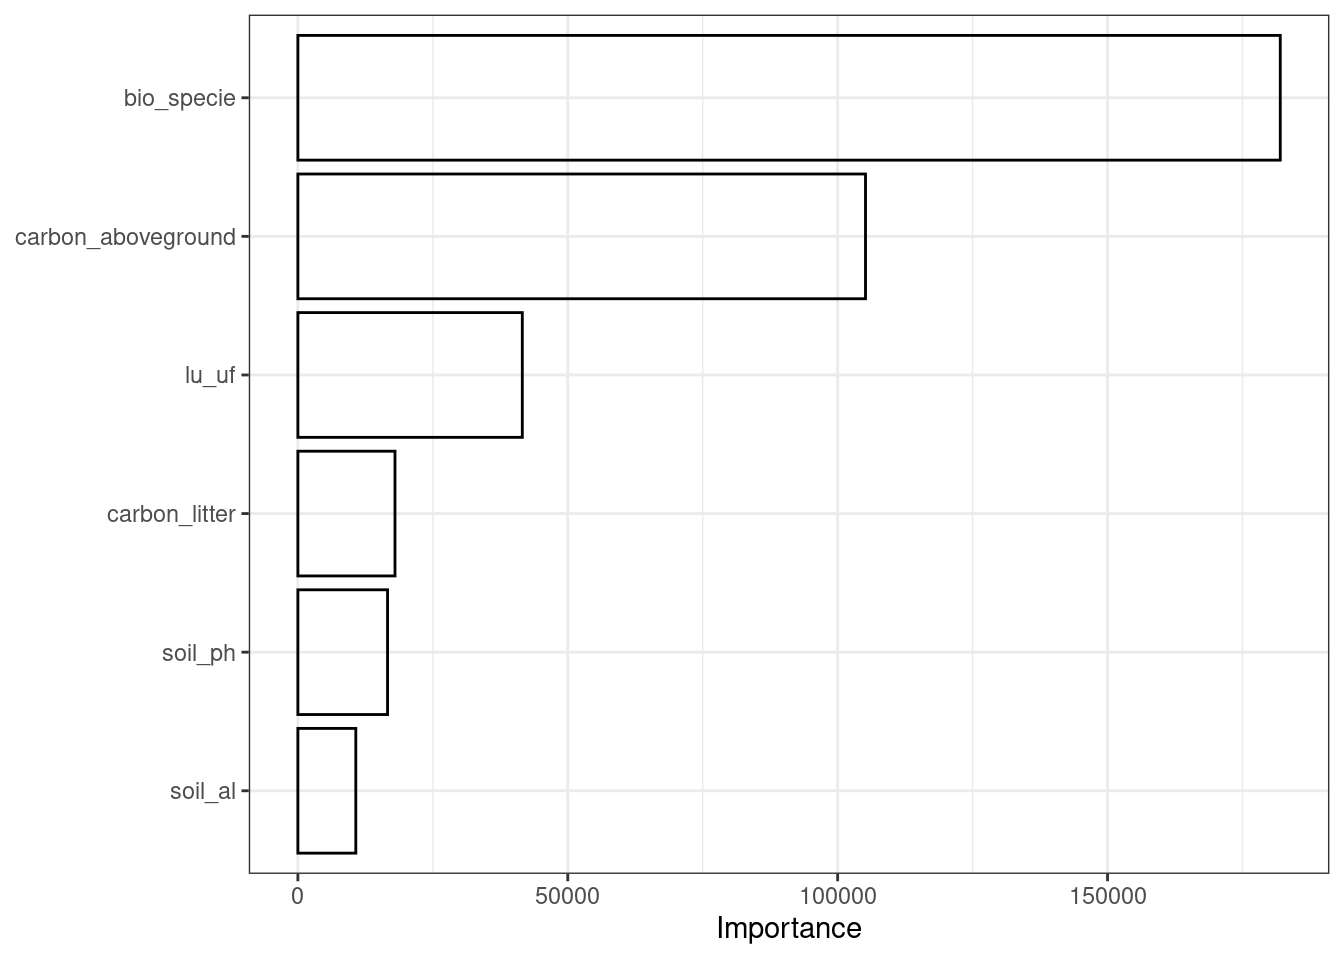 bio_specie
carbon_aboveground
lu_uf
carbon_litter
soil_ph
soil_al
0 50000 100000 150000
Importance